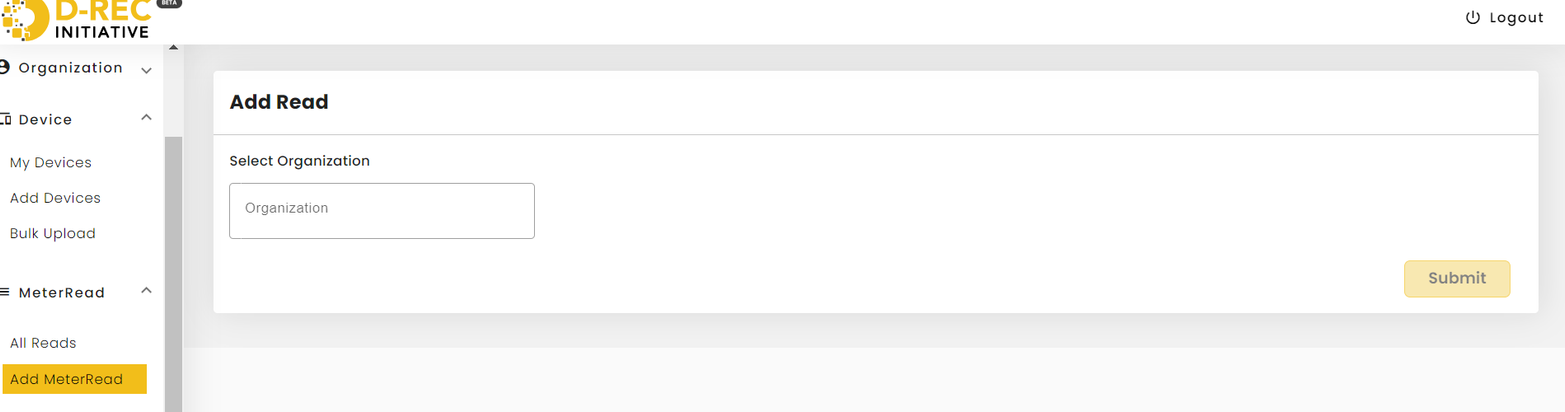 D-REC
BETA
INITIATIVE
Logout
Organization
Device
My Devices
Add Devices
Bulk Upload
MeterRead
All Reads
Add MeterRead
Add Read
Select Organization
Organization
Submit